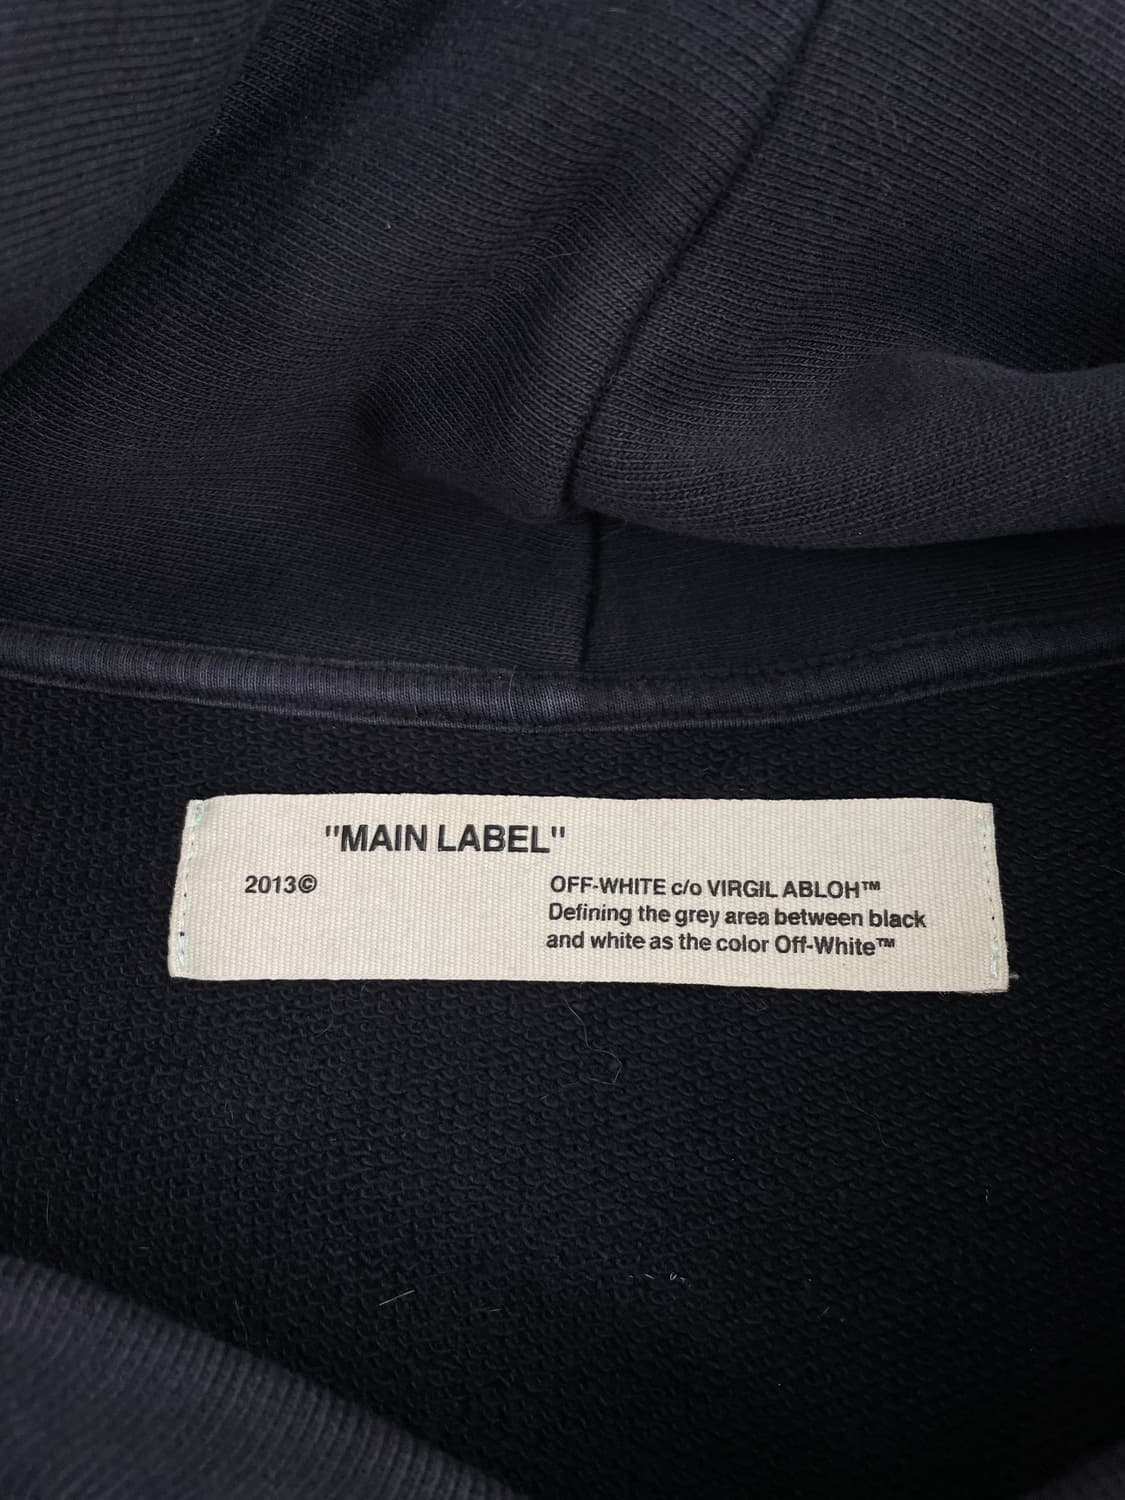 "MAIN LABEL"
2013©
OFF-WHITE c/o VIRGIL ABLOH™
Defining the grey area between black
and white as the color Off-White™